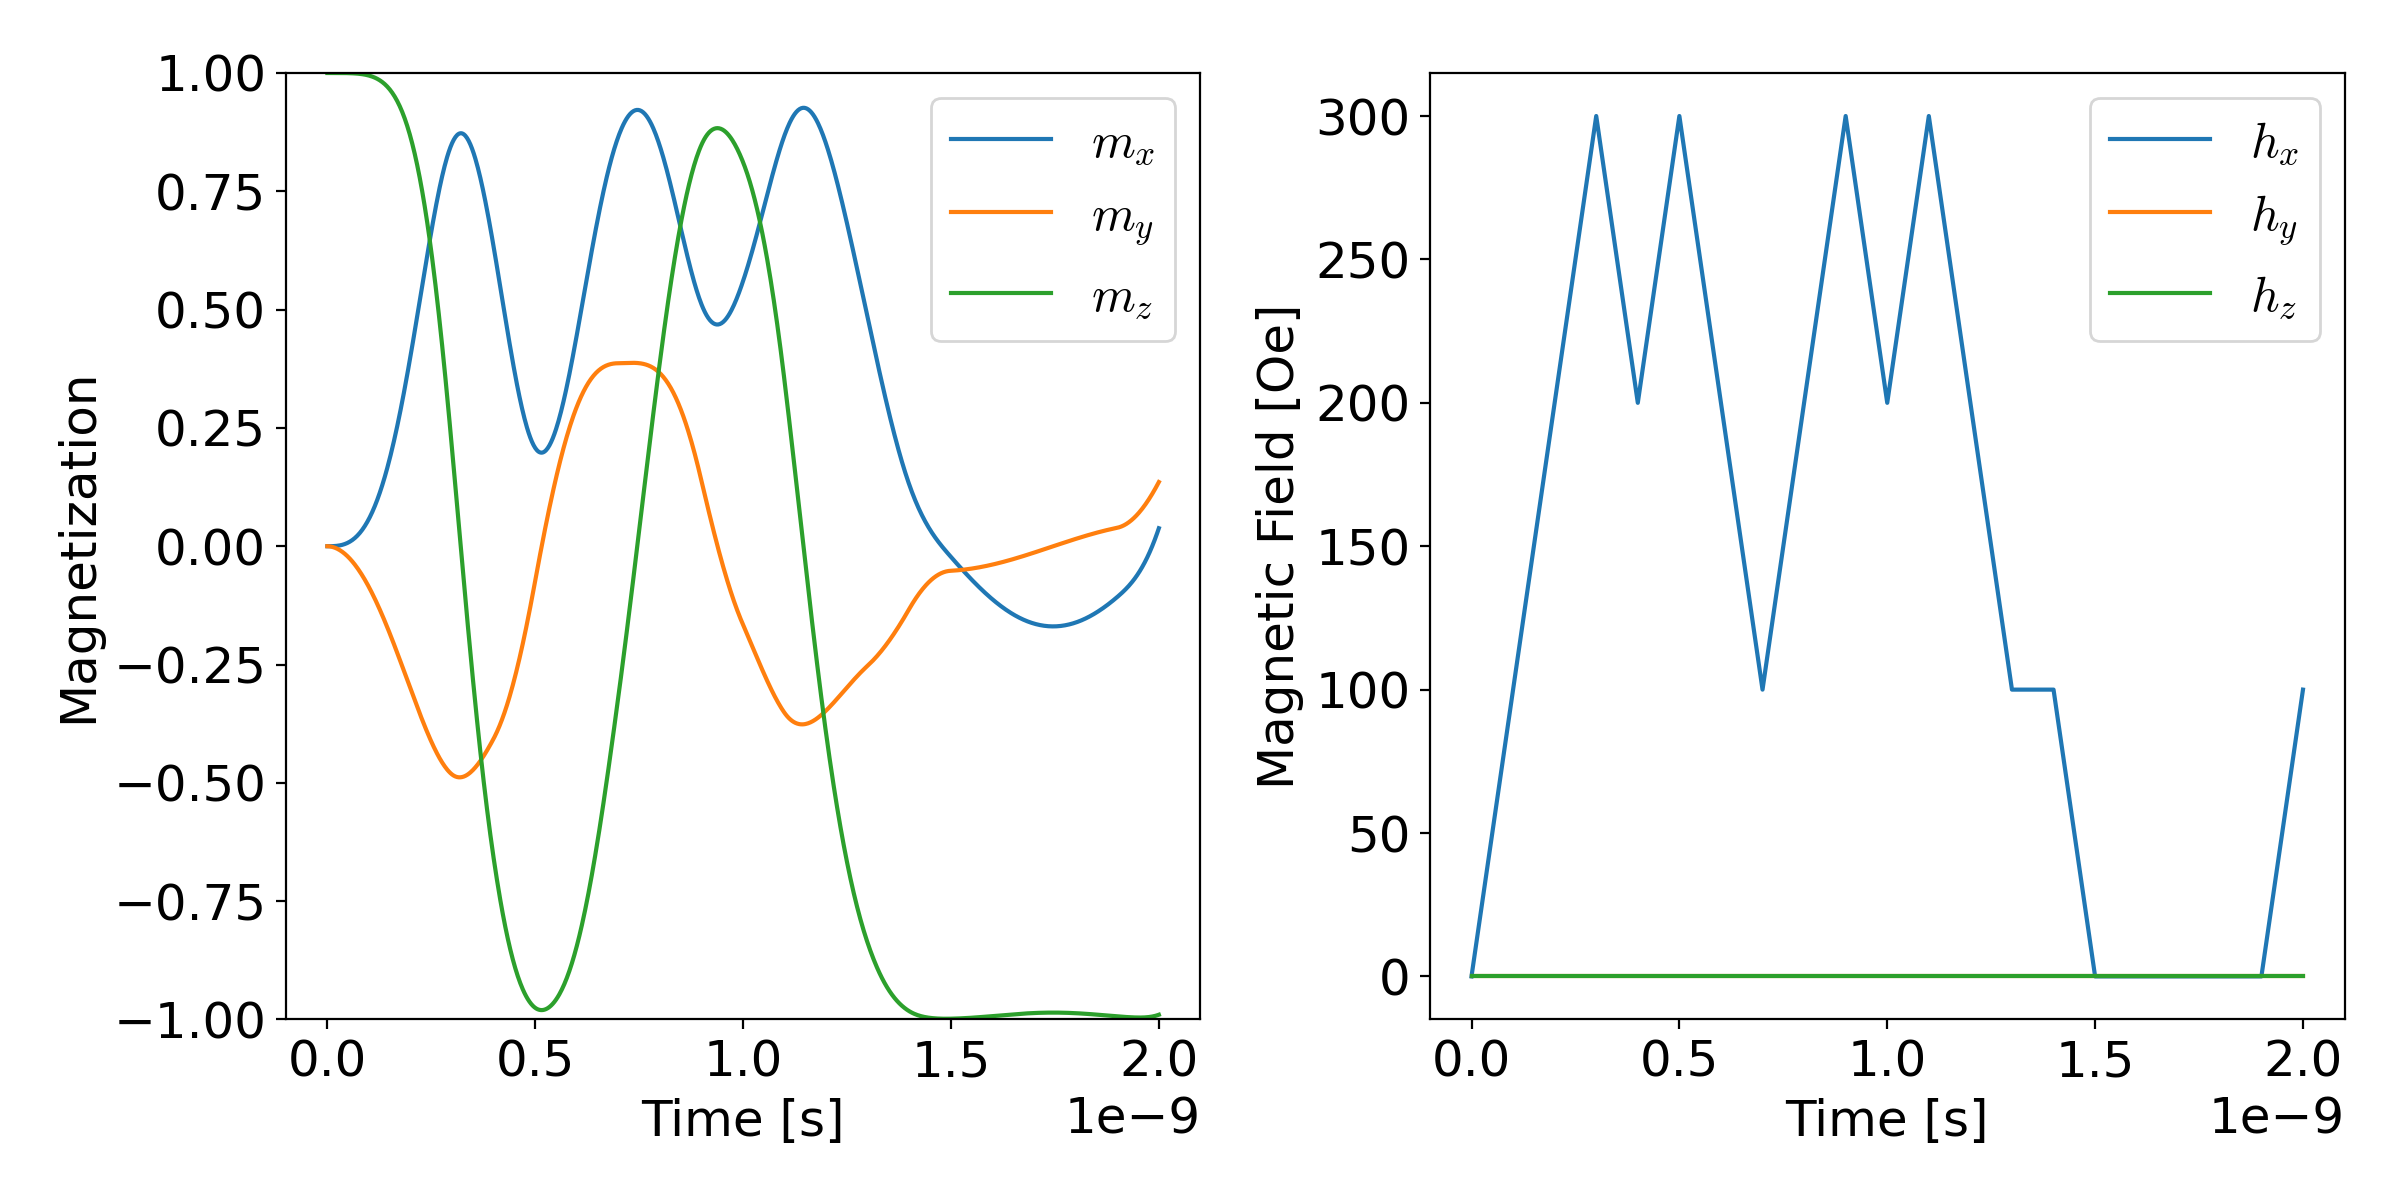 Magnetization
1.00
0.75
0.50
0.25
0.00
−0.25
−0.50
−0.75
−1.00
0.0 0.5 1.0 1.5 2.0
Time [s]
1e−9
m_x
m_y
m_z
Magnetic Field [Oe]
300
250
200
150
100
50
0
0.0 0.5 1.0 1.5 2.0
Time [s]
1e−9
h_x
h_y
h_z